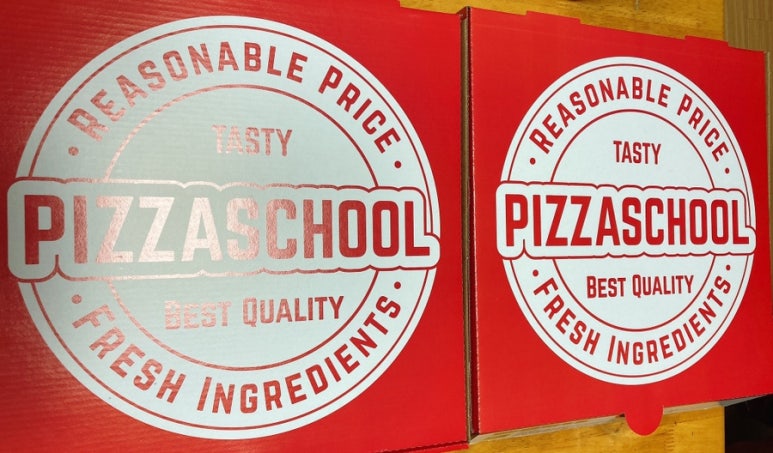 REASONABLE PRICE
TASTY
PIZZASCHOOL
BEST QUALITY
FRESH INGREDIENTS
REASONABLE PRICE
TASTY
PIZZASCHOOL
BEST QUALITY
FRESH INGREDIENTS